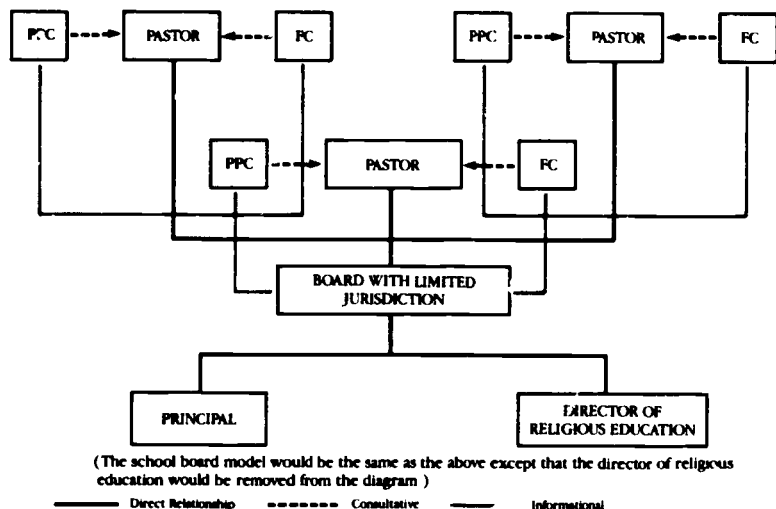 PPC PASTOR FC PPC PASTOR FC
PPC PASTOR FC
BOARD WITH LIMITED
JURISDICTION
PRINCIPAL
DIRECTOR OF
RELIGIOUS EDUCATION
(The school board model would be the same as the above except that the director of religious
education would be removed from the diagram)
Direct Relationship Consultative Informational